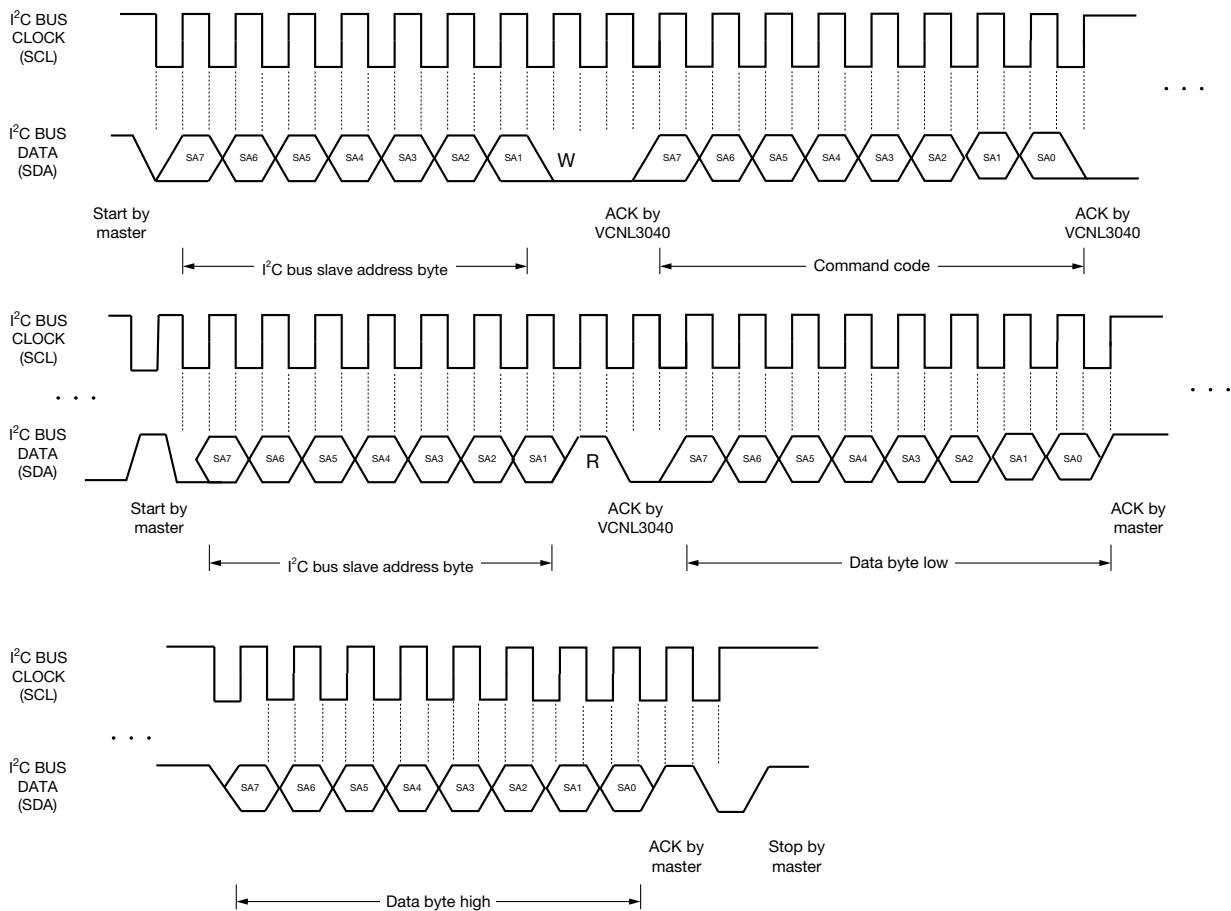 I²C BUS
CLOCK
(SCL)
. . .
I²C BUS
DATA
(SDA)
SA7 SA6 SA5 SA4 SA3 SA2 SA1 W SA7 SA6 SA5 SA4 SA3 SA2 SA1 SA0
Start by
master
ACK by
VCNL3040
ACK by
VCNL3040
I²C bus slave address byte
Command code
I²C BUS
CLOCK
(SCL)
. . .
. . .
I²C BUS
DATA
(SDA)
SA7 SA6 SA5 SA4 SA3 SA2 SA1 R SA7 SA6 SA5 SA4 SA3 SA2 SA1 SA0
Start by
master
ACK by
VCNL3040
ACK by
master
I²C bus slave address byte
Data byte low
I²C BUS
CLOCK
(SCL)
. . .
I²C BUS
DATA
(SDA)
SA7 SA6 SA5 SA4 SA3 SA2 SA1 SA0
ACK by
master
Stop by
master
Data byte high